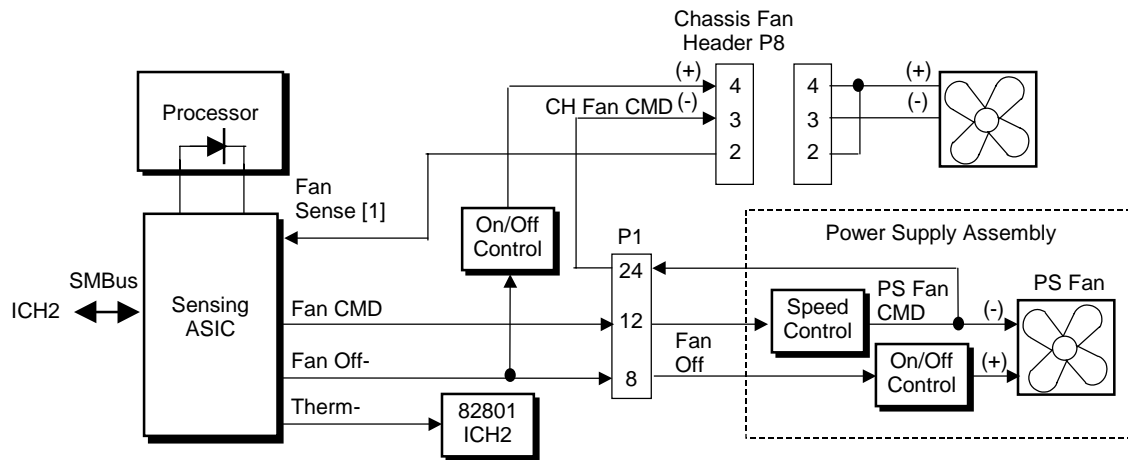 Chassis Fan
Header P8
(+)
4
4
(+)
CH Fan CMD
(-)
3
3
(-)
2
2
Processor
Fan
Sense [1]
On/Off
Control
P1
Power Supply Assembly
24
PS Fan
SMBus
ICH2
Sensing
ASIC
Fan CMD
12
Speed
Control
PS Fan
CMD
(-)
Fan Off-
8
Fan
Off
On/Off
Control
(+)
Therm-
82801
ICH2